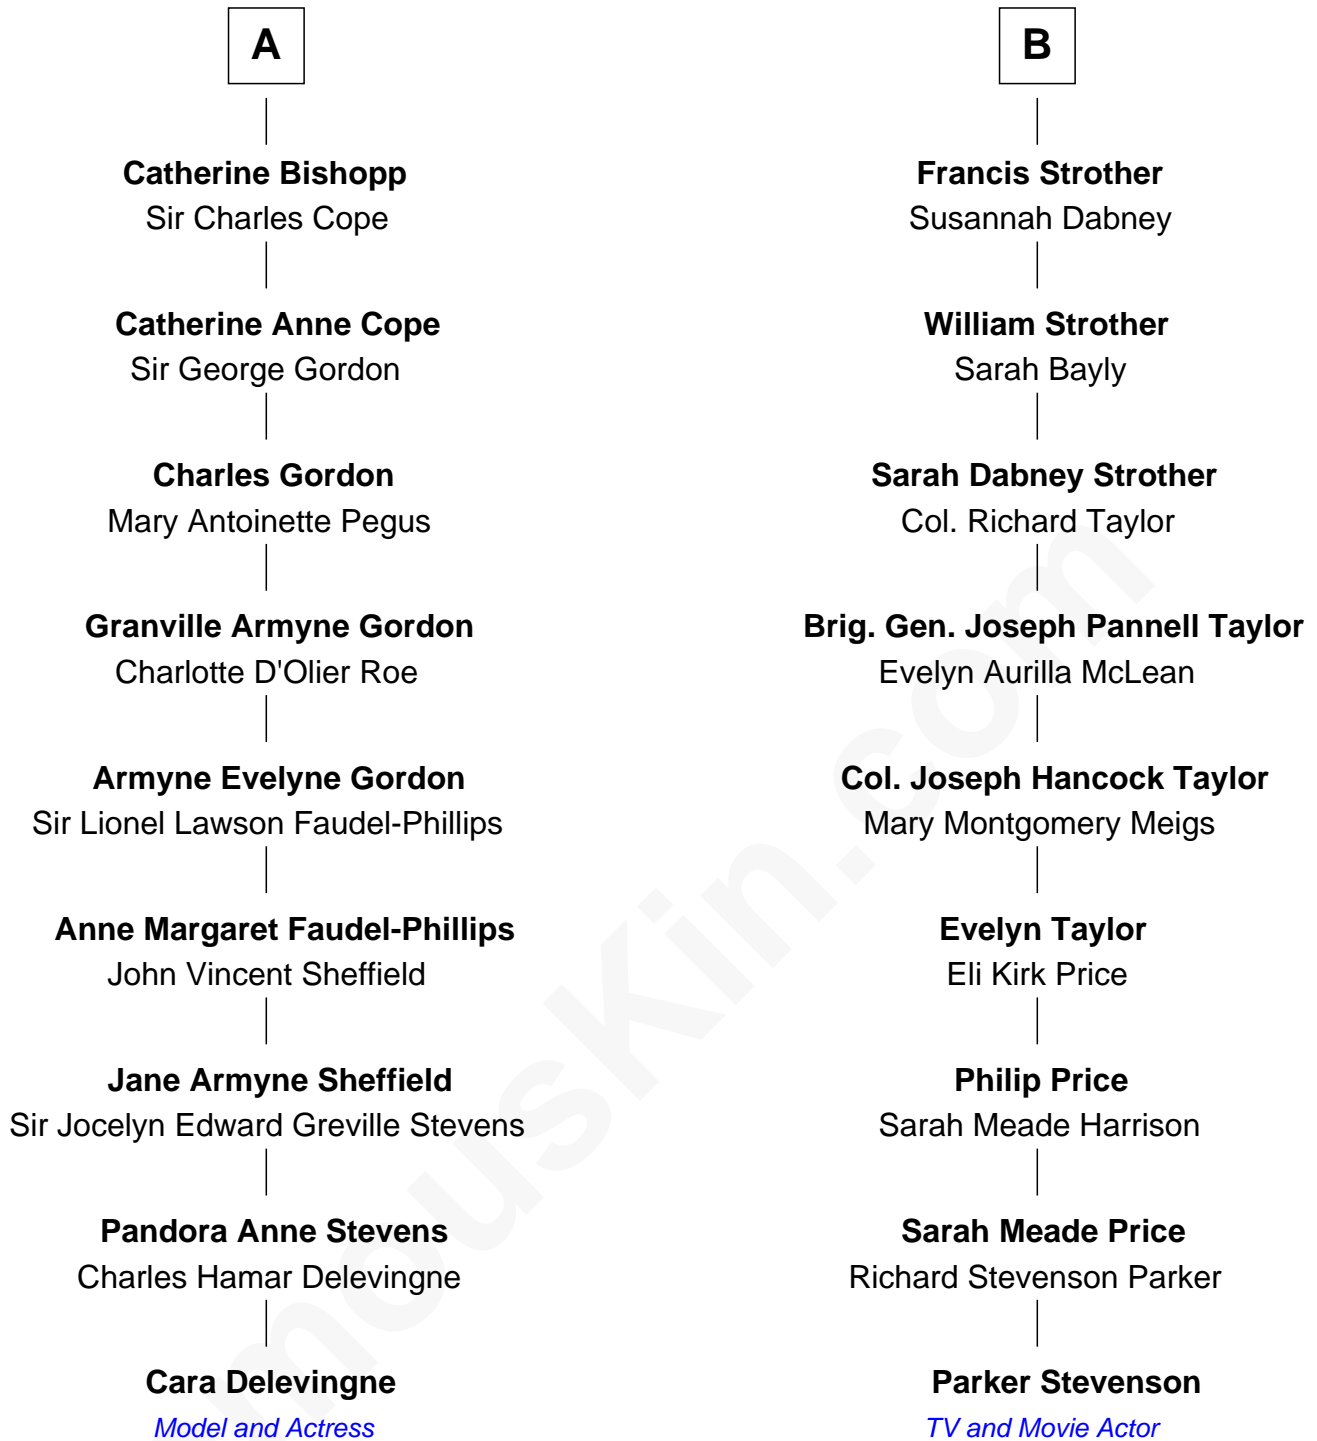 A
Catherine Bishopp
Sir Charles Cope
Catherine Anne Cope
Sir George Gordon
Charles Gordon
Mary Antoinette Pegus
Granville Armyne Gordon
Charlotte D'Olier Roe
Armyne Evelyne Gordon
Sir Lionel Lawson Faudel-Phillips
Anne Margaret Faudel-Phillips
John Vincent Sheffield
Jane Armyne Sheffield
Sir Jocelyn Edward Greville Stevens
Pandora Anne Stevens
Charles Hamar Delevingne
Cara Delevingne
Model and Actress
B
Francis Strother
Susannah Dabney
William Strother
Sarah Bayly
Sarah Dabney Strother
Col. Richard Taylor
Brig. Gen. Joseph Pannell Taylor
Evelyn Aurilla McLean
Col. Joseph Hancock Taylor
Mary Montgomery Meigs
Evelyn Taylor
Eli Kirk Price
Philip Price
Sarah Meade Harrison
Sarah Meade Price
Richard Stevenson Parker
Parker Stevenson
TV and Movie Actor
mousKin.com